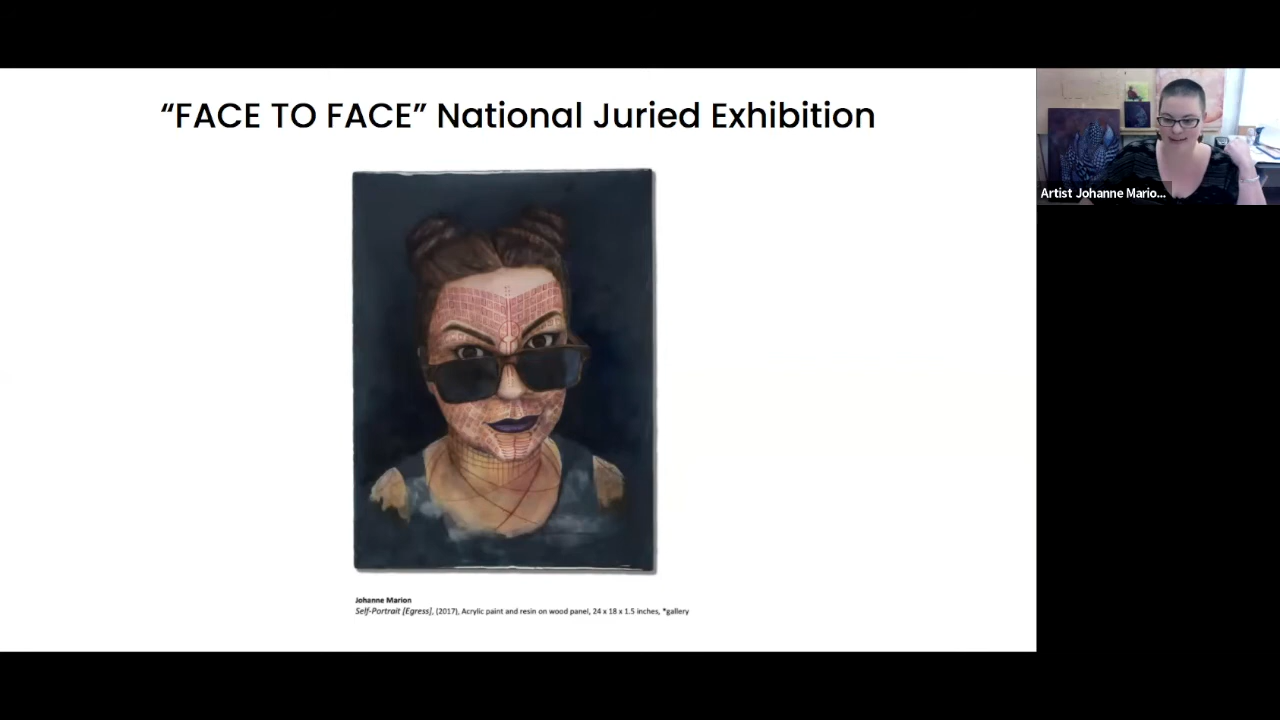 “FACE TO FACE” National Juried Exhibition
Artist Johanne Mario...
Johanne Marion
Self-Portrait [Egress], (2017), Acrylic paint and resin on wood panel, 24 x 18 x 1.5 inches, *gallery